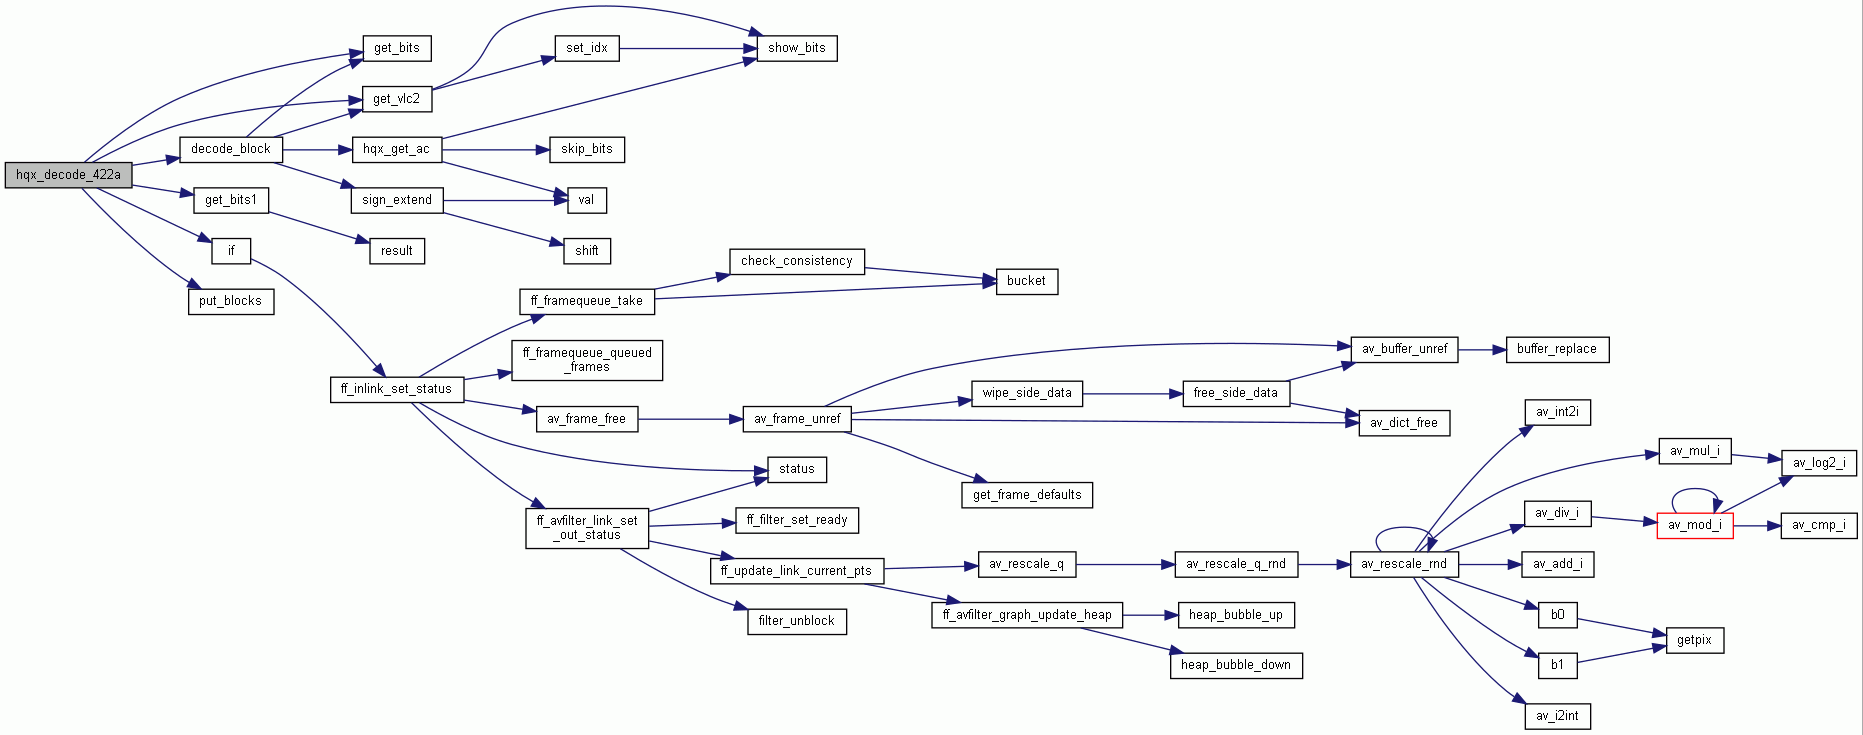 get_bits
set_idx
show_bits
get_vlc2
decode_block
hqx_get_ac
skip_bits
hqx_decode_422a
get_bits1
sign_extend
val
if
result
shift
check_consistency
bucket
put_blocks
ff_framequeue_take
ff_framequeue_queued
_frames
av_buffer_unref
buffer_replace
ff_inlink_set_status
wipe_side_data
free_side_data
av_frame_free
av_frame_unref
av_dict_free
av_int2i
av_mul_i
av_log2_i
status
get_frame_defaults
ff_avfilter_link_set
_out_status
ff_filter_set_ready
av_div_i
av_mod_i
av_cmp_i
ff_update_link_current_pts
av_rescale_q
av_rescale_q_rnd
av_rescale_rnd
av_add_i
filter_unblock
ff_avfilter_graph_update_heap
heap_bubble_up
b0
getpix
heap_bubble_down
b1
av_i2int